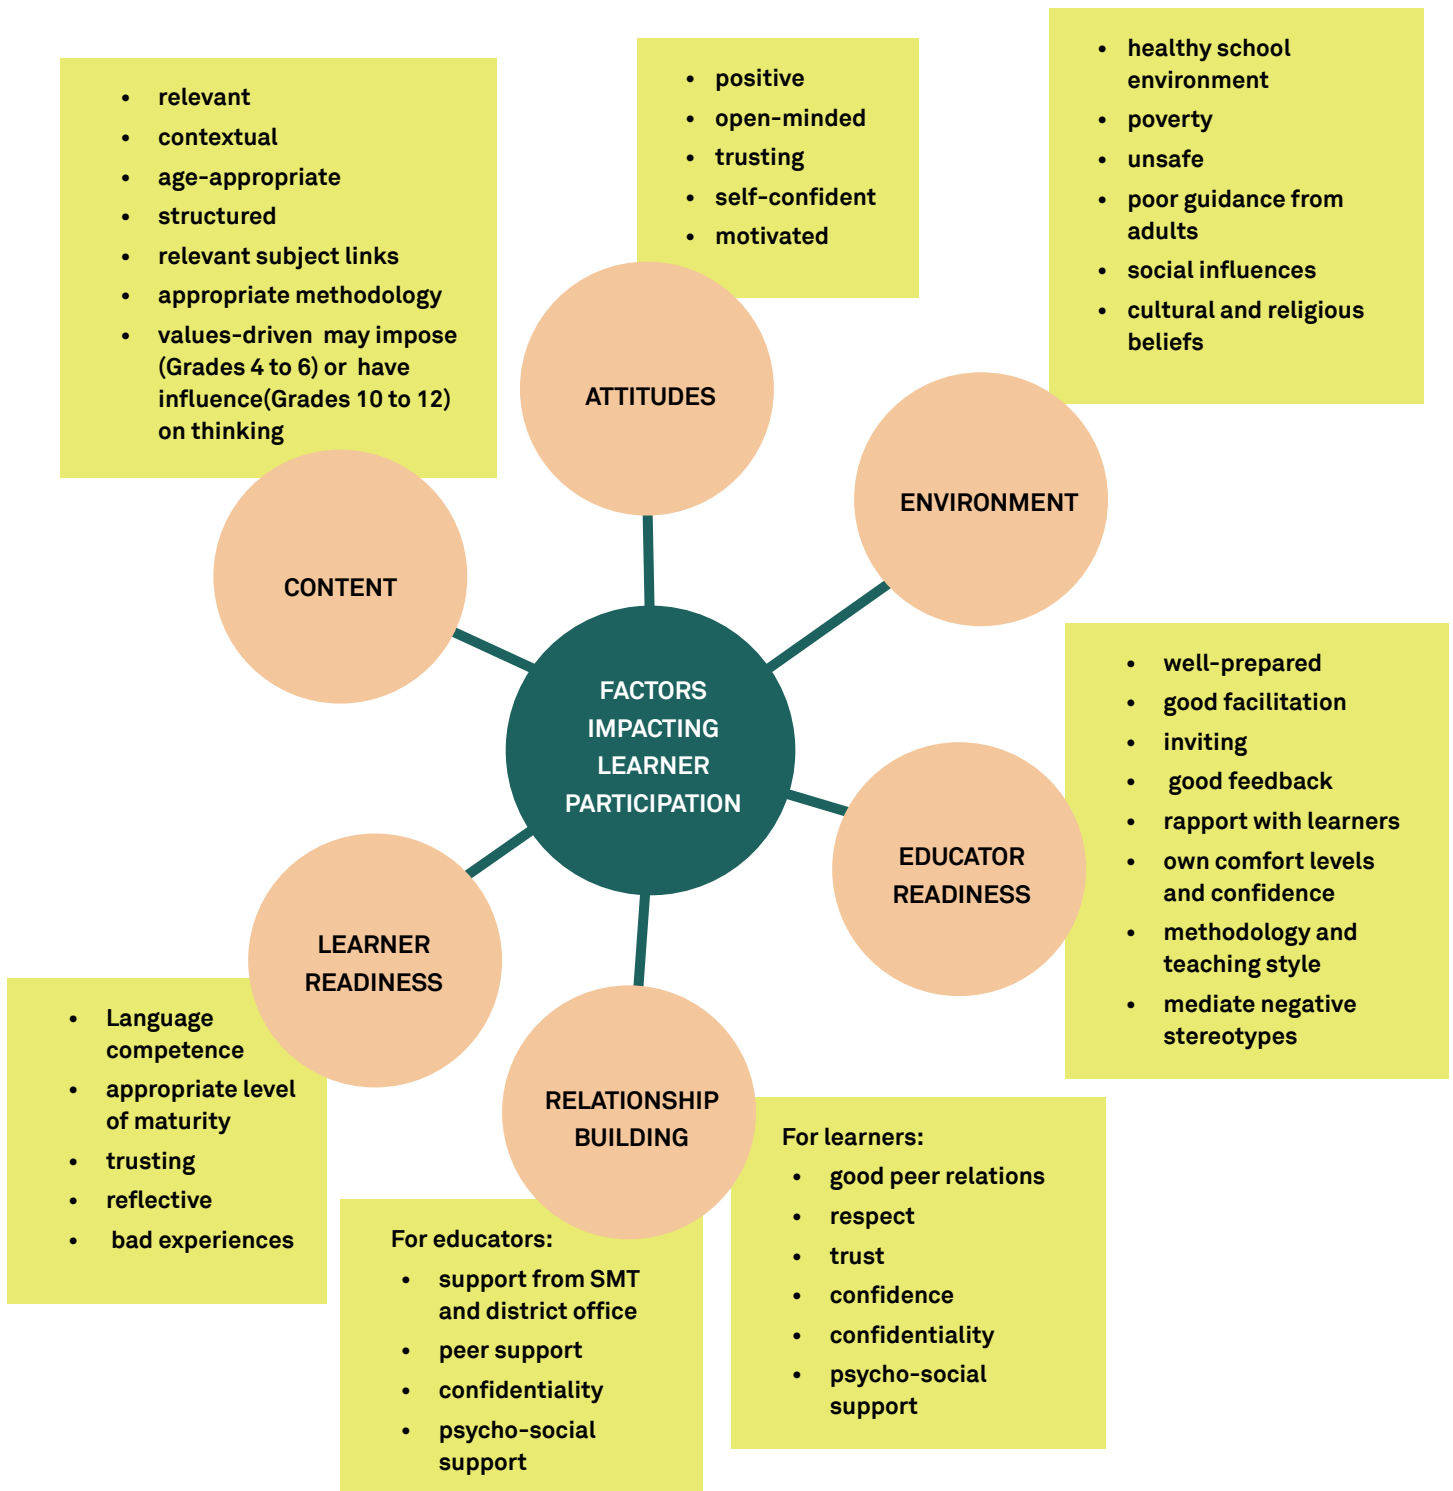 • relevant
• contextual
• age-appropriate
• structured
• relevant subject links
• appropriate methodology
• values-driven  may impose
(Grades 4 to 6) or  have
influence(Grades 10 to 12)
on thinking
CONTENT
• positive
• open-minded
• trusting
• self-confident
• motivated
ATTITUDES
• healthy school
environment
• poverty
• unsafe
• poor guidance from
adults
• social influences
• cultural and religious
beliefs
ENVIRONMENT
FACTORS
IMPACTING
LEARNER
PARTICIPATION
• well-prepared
• good facilitation
• inviting
• good feedback
• rapport with learners
• own comfort levels
and confidence
• methodology and
teaching style
• mediate negative
stereotypes
EDUCATOR
READINESS
LEARNER
READINESS
• Language
competence
• appropriate level
of maturity
• trusting
• reflective
• bad experiences
RELATIONSHIP
BUILDING
For educators:
• support from SMT
and district office
• peer support
• confidentiality
• psycho-social
support
For learners:
• good peer relations
• respect
• trust
• confidence
• confidentiality
• psycho-social
support